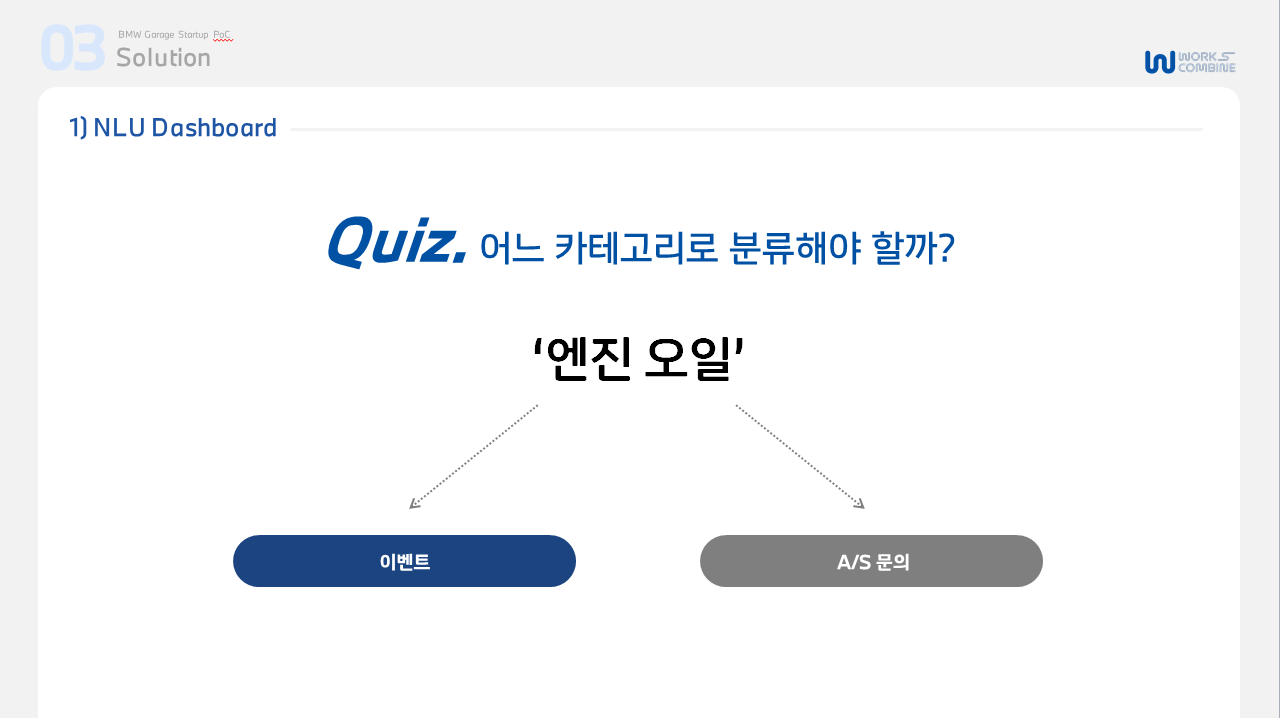 03
BMW Garage Startup PoC
Solution
WORKS
COMBINE
1) NLU Dashboard
Quiz. 어느 카테고리로 분류해야 할까?
‘엔진 오일’
이벤트
A/S 문의